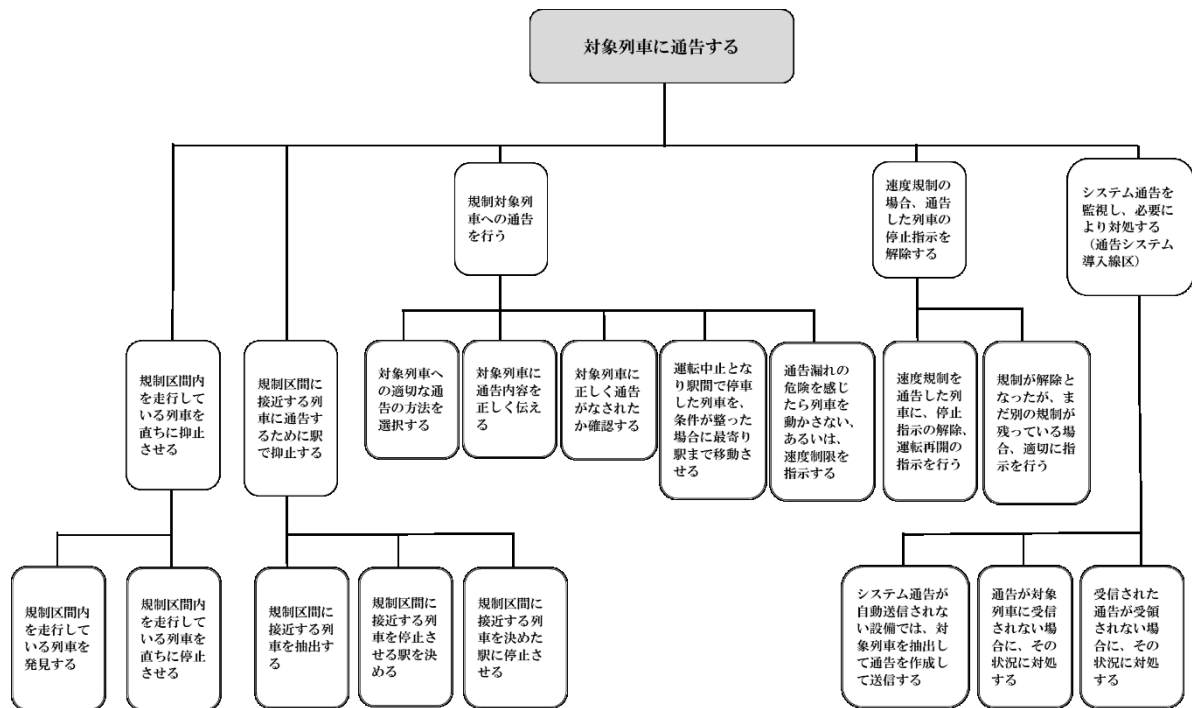 対象列車に通告する
規制対象列
車への通告
を行う
速度規制の
場合、通告
した列車の
停止指示を
解除する
システム通告を
監視し、必要に
より対処する
（通告システム
導入線区）
規制区間内
を走行して
いる列車を
直ちに抑止
させる
規制区間に
接近する列
車に通告す
るために駅
で抑止する
対象列車へ
の適切な通
告の方法を
選択する
対象列車に
通告内容を
正しく伝え
る
対象列車に
正しく通告
がなされた
か確認する
運転中止とな
り駅間で停車
した列車を、
条件が整った
場合に最寄り
駅まで移動さ
せる
通告漏れの
危険を感じ
たら列車を
動かさない、
あるいは、
速度制限を
指示する
速度規制を
通告した列
車に、停止
指示の解除、
運転再開の
指示を行う
規制が解除と
なったが、ま
だ別の規制が
残っている場
合、適切に指
示を行う
規制区間内
を走行して
いる列車を
発見する
規制区間内
を走行して
いる列車を
直ちに停止
させる
規制区間に
接近する列
車を抽出す
る
規制区間に
接近する列
車を停止さ
せる駅を決
める
規制区間に
接近する列
車を決めた
駅に停止さ
せる
システム通告が
自動送信されな
い設備では、対
象列車を抽出し
て通告を作成し
て送信する
通告が対象
列車に受信
されない場
合に、その
状況に対処
する
受信された
通告が受領
されない場
合に、その
状況に対処
する